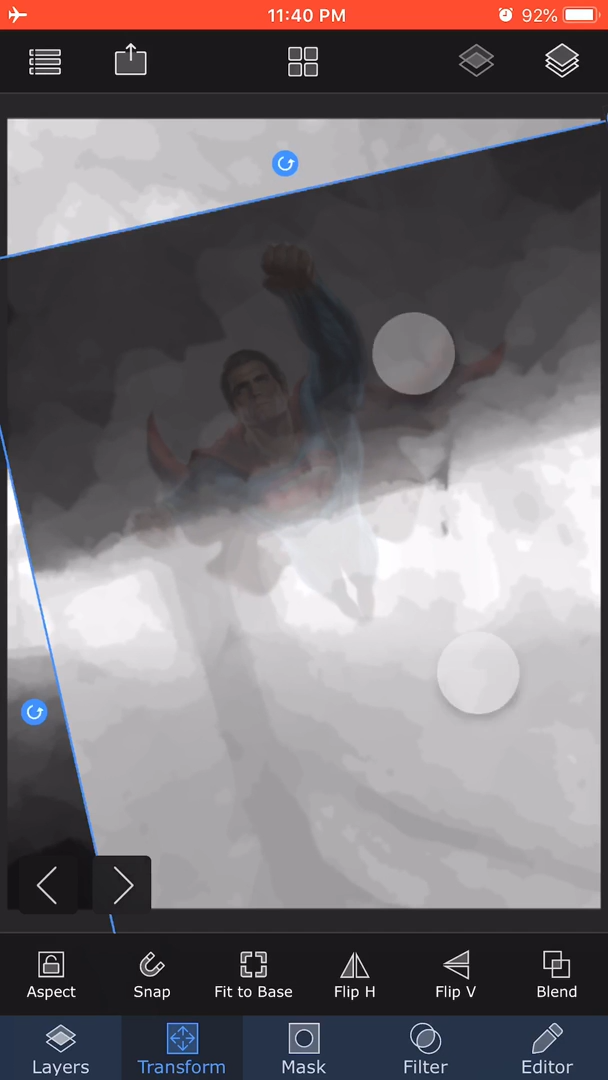 11:40 PM
92%
Aspect
Snap
Fit to Base
Flip H
Flip V
Blend
Layers
Transform
Mask
Filter
Editor